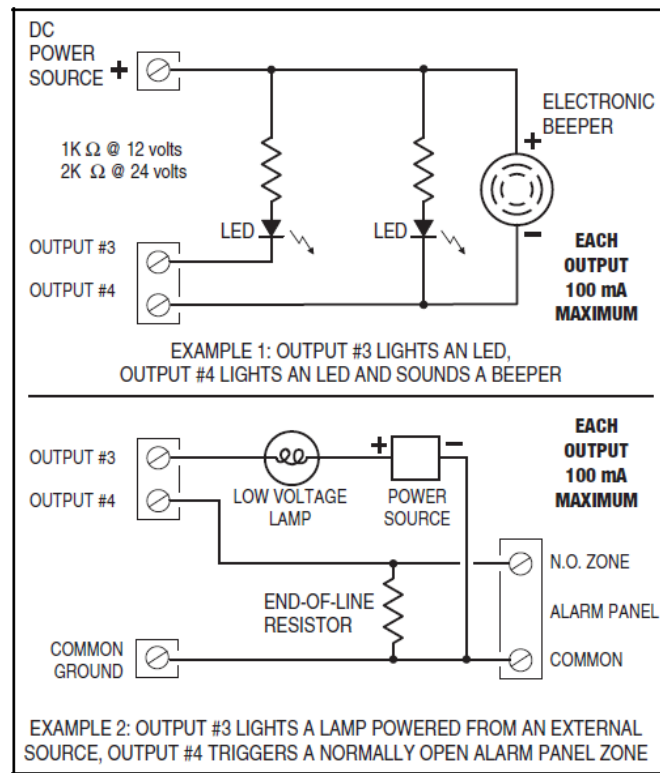 DC
POWER
SOURCE +
ELECTRONIC
BEEPER
+
1K Ω @ 12 volts
2K Ω @ 24 volts
LED
LED
−
OUTPUT #3
OUTPUT #4
EACH
OUTPUT
100 mA
MAXIMUM
EXAMPLE 1: OUTPUT #3 LIGHTS AN LED,
OUTPUT #4 LIGHTS AN LED AND SOUNDS A BEEPER
EACH
OUTPUT
100 mA
MAXIMUM
OUTPUT #3
OUTPUT #4
+ −
LOW VOLTAGE
LAMP
POWER
SOURCE
N.O. ZONE
END-OF-LINE
RESISTOR
ALARM PANEL
COMMON
GROUND
COMMON
EXAMPLE 2: OUTPUT #3 LIGHTS A LAMP POWERED FROM AN EXTERNAL
SOURCE, OUTPUT #4 TRIGGERS A NORMALLY OPEN ALARM PANEL ZONE